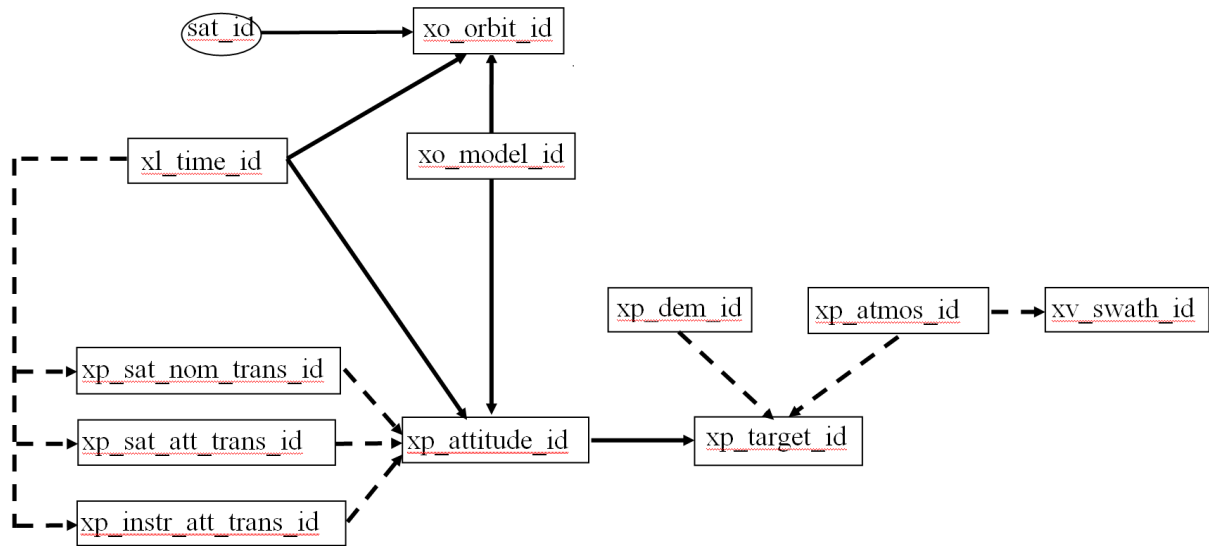 sat_id
xo_orbit_id
xl_time_id
xo_model_id
xp_dem_id
xp_atmos_id
xv_swath_id
xp_sat_nom_trans_id
xp_sat_att_trans_id
xp_attitude_id
xp_target_id
xp_instr_att_trans_id